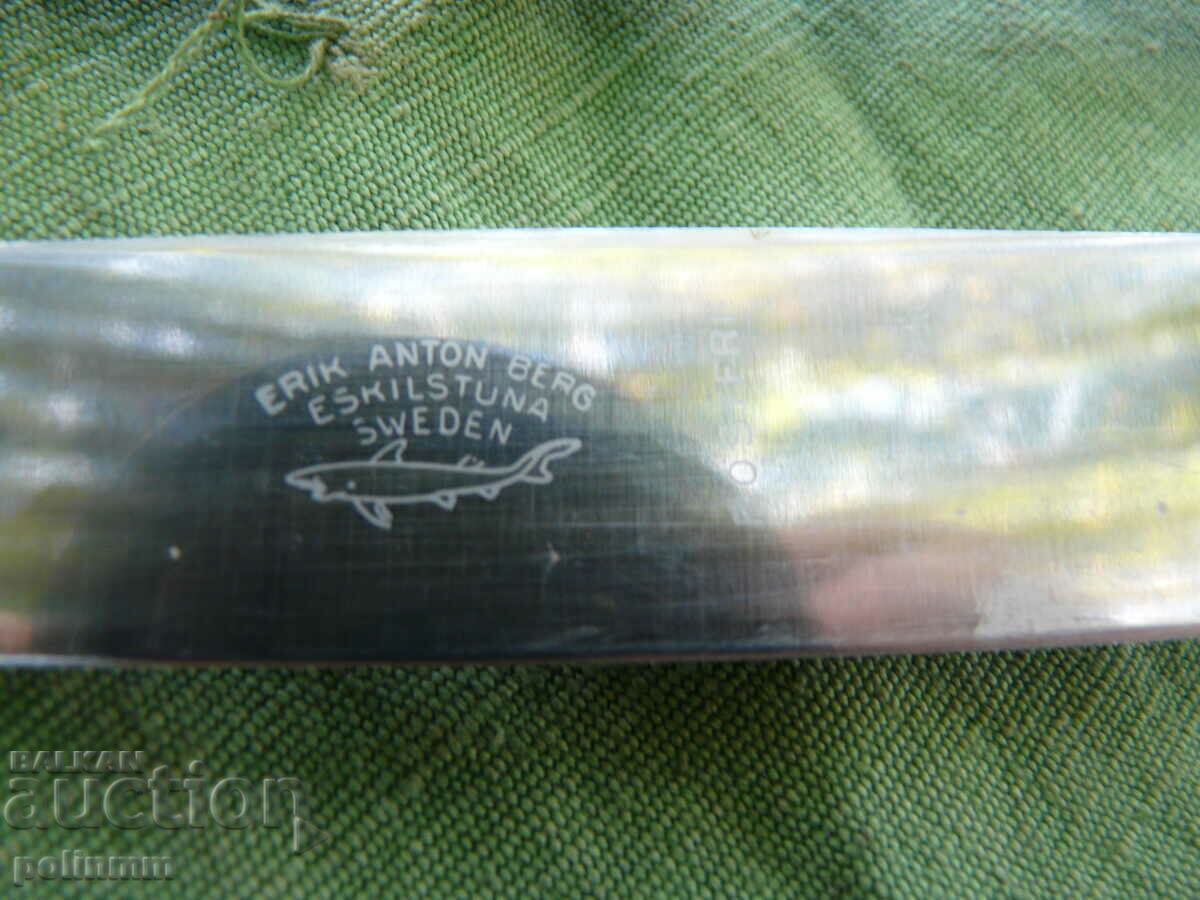 ERIK ANTON BERG
ESKILSTUNA
SWEDEN
BALKAN
auction
polinmm